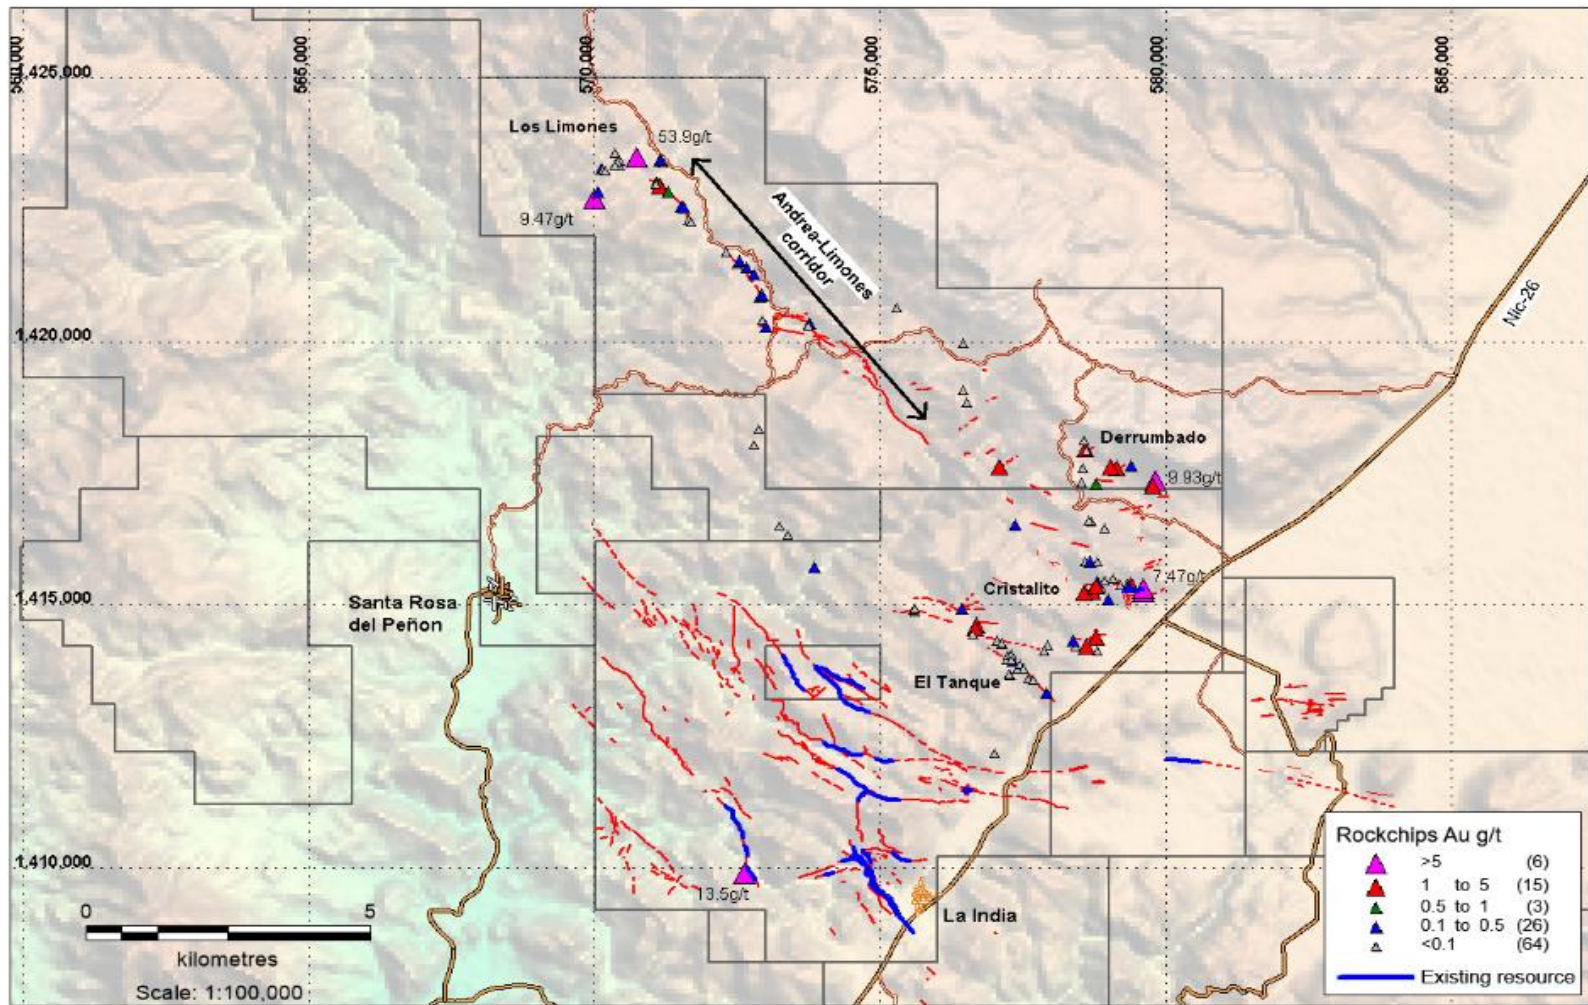 560,000
565,000
570,000
575,000
580,000
585,000
1,425,000
Los Limones
53.9g/t
9.47g/t
Andrea-Limones
corridor
Nic-26
1,420,000
Derrumbado
9.93g/t
Santa Rosa
del Peñon
Cristalito
7.47g/t
1,415,000
El Tanque
1,410,000
13.5g/t
La India
0 5
kilometres
Scale: 1:100,000
Rockchips Au g/t
>5 (6)
1 to 5 (15)
0.5 to 1 (3)
0.1 to 0.5 (26)
<0.1 (64)
Existing resource